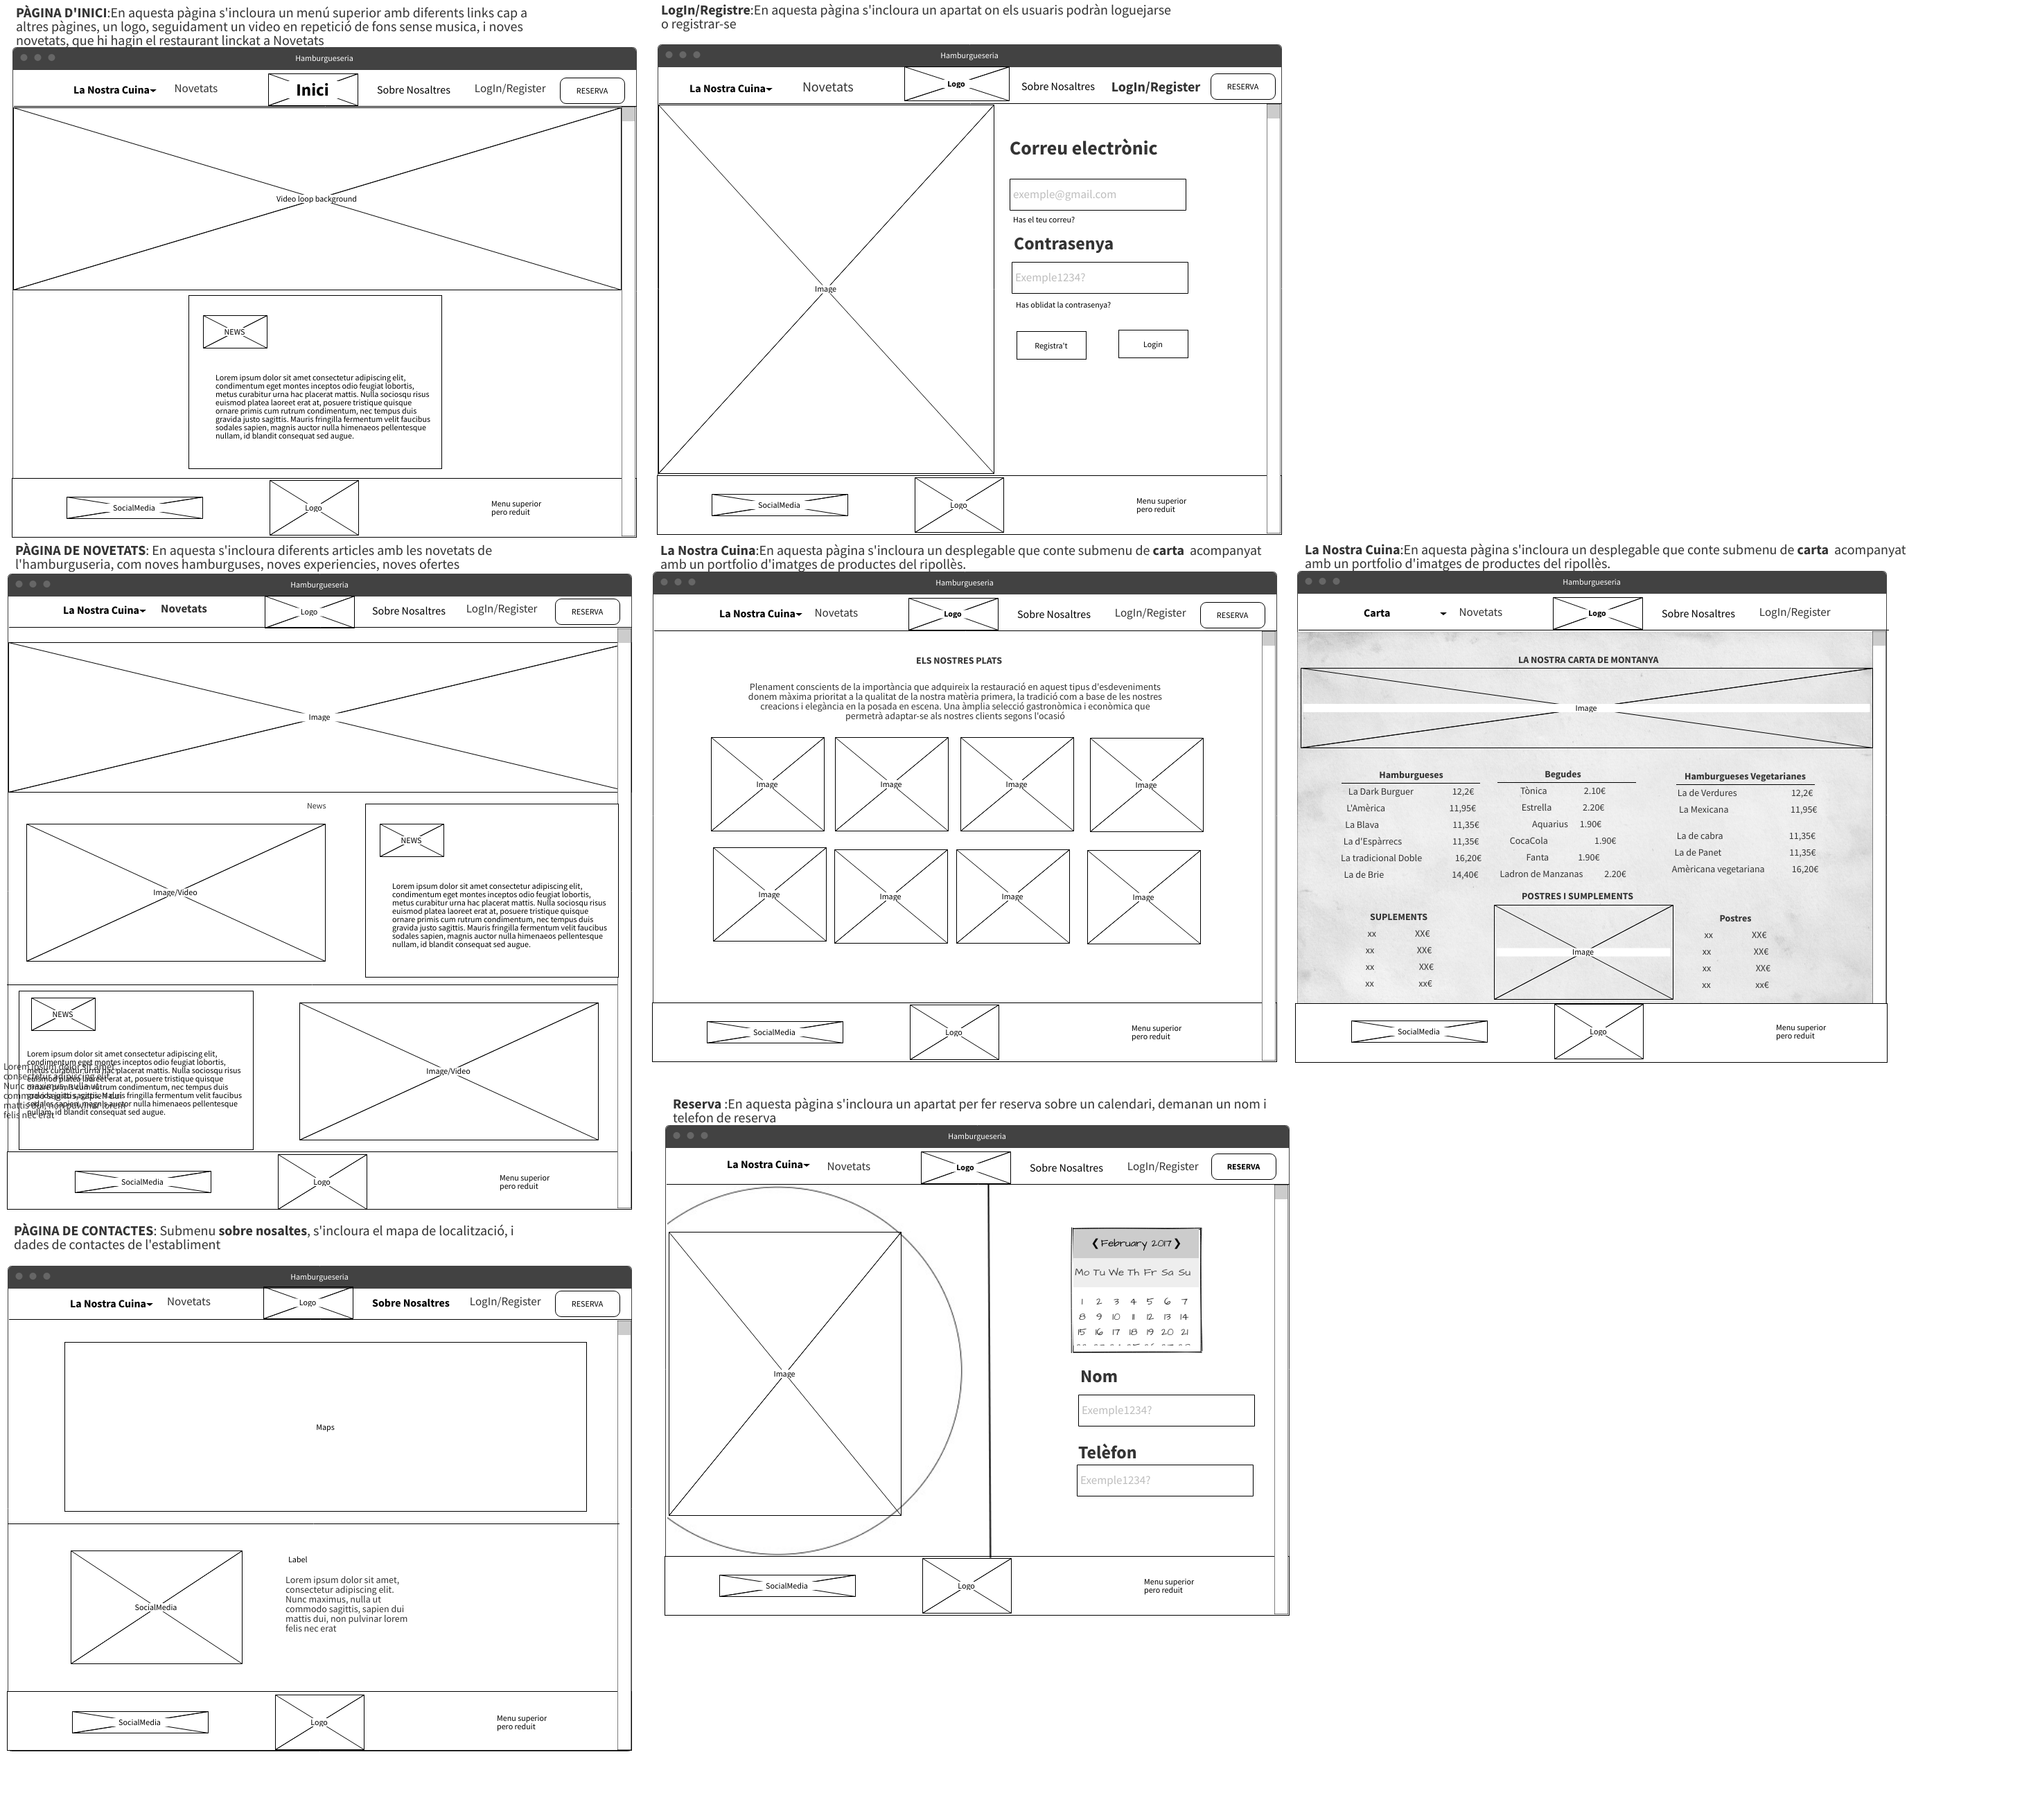 PÀGINA D'INICI:En aquesta pàgina s'incloura un menú superior amb diferents links cap a
altres pàgines, un logo, seguidament un video en repetició de fons sense musica, i noves
novetats, que hi hagin el restaurant linckat a Novetats
Hamburgueseria
La Nostra Cuina
Novetats
Inici
Sobre Nosaltres
LogIn/Register
RESERVA
Video loop background
NEWS
Lorem ipsum dolor sit amet consectetur adipiscing elit,
condimentum eget montes inceptos odio feugiat lobortis,
metus curabitur urna hac placerat mattis. Nulla sociosqu risus
euismod platea laoreet erat at, posuere tristique quisque
ornare primis cum rutrum condimentum, nec tempus duis
gravida justo sagittis. Mauris fringilla fermentum velit faucibus
sodales sapien, magnis auctor nulla himenaeos pellentesque
nullam, id blandit consequat sed augue.
SocialMedia
Logo
Menu superior
pero reduit
LogIn/Registre:En aquesta pàgina s'incloura un apartat on els usuaris podràn loguejarse
o registrar-se
Hamburgueseria
La Nostra Cuina
Novetats
Logo
Sobre Nosaltres
LogIn/Register
RESERVA
Image
Correu electrònic
exemple@gmail.com
Has el teu correu?
Contrasenya
Exemple1234?
Has oblidat la contrasenya?
Registra't
Login
SocialMedia
Logo
Menu superior
pero reduit
PÀGINA DE NOVETATS: En aquesta s'incloura diferents articles amb les novetats de
l'hamburguseria, com noves hamburguses, noves experiencies, noves ofertes
Hamburgueseria
La Nostra Cuina
Novetats
Logo
Sobre Nosaltres
LogIn/Register
RESERVA
Image
News
Image/Video
NEWS
Lorem ipsum dolor sit amet consectetur adipiscing elit,
condimentum eget montes inceptos odio feugiat lobortis,
metus curabitur urna hac placerat mattis. Nulla sociosqu risus
euismod platea laoreet erat at, posuere tristique quisque
ornare primis cum rutrum condimentum, nec tempus duis
gravida justo sagittis. Mauris fringilla fermentum velit faucibus
sodales sapien, magnis auctor nulla himenaeos pellentesque
nullam, id blandit consequat sed augue.
NEWS
Lorem ipsum dolor sit amet consectetur adipiscing elit,
condimentum eget montes inceptos odio feugiat lobortis,
metus curabitur urna hac placerat mattis. Nulla sociosqu risus
euismod platea laoreet erat at, posuere tristique quisque
ornare primis cum rutrum condimentum, nec tempus duis
gravida justo sagittis. Mauris fringilla fermentum velit faucibus
sodales sapien, magnis auctor nulla himenaeos pellentesque
nullam, id blandit consequat sed augue.
Image/Video
SocialMedia
Logo
Menu superior
pero reduit
La Nostra Cuina:En aquesta pàgina s'incloura un desplegable que conte submenu de carta acompanyat
amb un portfolio d'imatges de productes del ripollès.
Hamburgueseria
La Nostra Cuina
Novetats
Logo
Sobre Nosaltres
LogIn/Register
RESERVA
ELS NOSTRES PLATS
Plenament conscients de la importància que adquireix la restauració en aquest tipus d'esdeveniments
donem màxima prioritat a la qualitat de la nostra matèria primera, la tradició com a base de les nostres
creacions i elegància en la posada en escena. Una àmplia selecció gastronòmica i econòmica que
permetrà adaptar-se als nostres clients segons l'ocasió
Image
Image
Image
Image
Image
Image
Image
Image
SocialMedia
Logo
Menu superior
pero reduit
La Nostra Cuina:En aquesta pàgina s'incloura un desplegable que conte submenu de carta acompanyat
amb un portfolio d'imatges de productes del ripollès.
Hamburgueseria
Carta
Novetats
Logo
Sobre Nosaltres
LogIn/Register
LA NOSTRA CARTA DE MONTANYA
Image
Hamburgueses
La Dark Burguer 12,2€
L'Amèrica 11,95€
La Blava 11,35€
La d'Espàrrecs 11,35€
La tradicional Doble 16,20€
La de Brie 14,40€
Begudes
Tònica 2.10€
Estrella 2.20€
Aquarius 1.90€
CocaCola 1.90€
Fanta 1.90€
Ladron de Manzanas 2.20€
Hamburgueses Vegetarianes
La de Verdures 12,2€
La Mexicana 11,95€
La de cabra 11,35€
La de Panet 11,35€
Amèricana vegetariana 16,20€
POSTRES I SUMPLEMENTS
SUPLEMENTS
xx XX€
xx XX€
xx XX€
xx xx€
Image
Postres
xx XX€
xx XX€
xx XX€
xx xx€
SocialMedia
Logo
Menu superior
pero reduit
Reserva :En aquesta pàgina s'incloura un apartat per fer reserva sobre un calendari, demanan un nom i
telefon de reserva
Hamburgueseria
La Nostra Cuina
Novetats
Logo
Sobre Nosaltres
LogIn/Register
RESERVA
Image
❮ February 2017 ❯
Mo Tu We Th Fr Sa Su
1 2 3 4 5 6 7
8 9 10 11 12 13 14
15 16 17 18 19 20 21
Nom
Exemple1234?
Telèfon
Exemple1234?
SocialMedia
Logo
Menu superior
pero reduit
PÀGINA DE CONTACTES: Submenu sobre nosaltes, s'incloura el mapa de localització, i
dades de contactes de l'establiment
Hamburgueseria
La Nostra Cuina
Novetats
Logo
Sobre Nosaltres
LogIn/Register
RESERVA
Maps
SocialMedia
Label
Lorem ipsum dolor sit amet,
consectetur adipiscing elit.
Nunc maximus, nulla ut
commodo sagittis, sapien dui
mattis dui, non pulvinar lorem
felis nec erat
SocialMedia
Logo
Menu superior
pero reduit